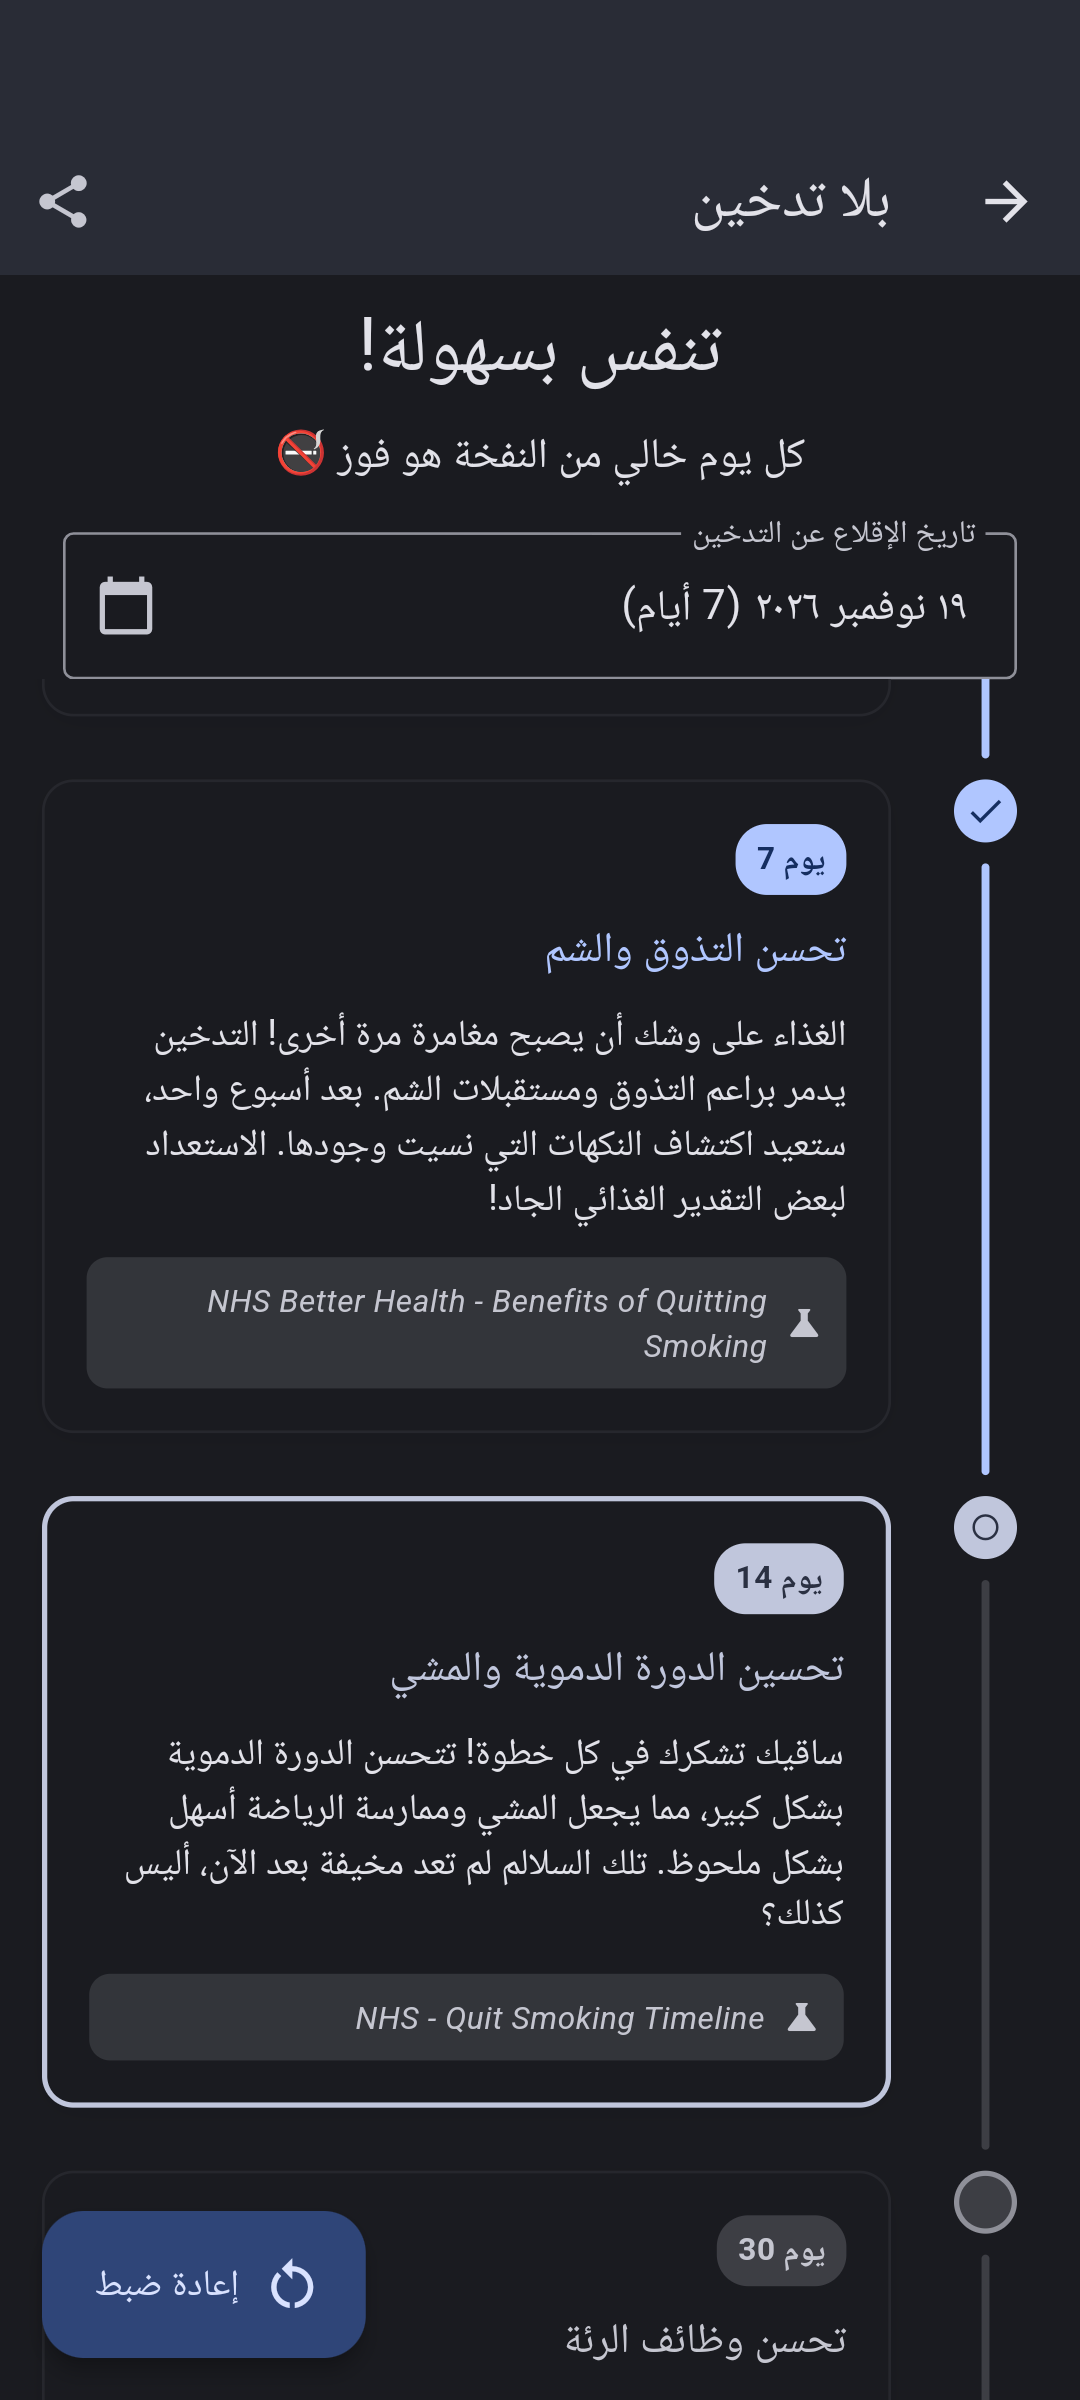 بلا تدخين
تنفس بسهولة!
كل يوم خالي من النفخة هو فوز 🚭
تاريخ الإقلاع عن التدخين
١٩ نوفمبر ٢٠٢٦ (7 أيام)
يوم 7
تحسن التذوق والشم
الغذاء على وشك أن يصبح مغامرة مرة أخرى! التدخين
يدمر براعم التذوق ومستقبلات الشم. بعد أسبوع واحد،
ستعيد اكتشاف النكهات التي نسيت وجودها. الاستعداد
لبعض التقدير الغذائي الجاد!
NHS Better Health - Benefits of Quitting
Smoking
يوم 14
تحسين الدورة الدموية والمشي
ساقيك تشكرك في كل خطوة! تتحسن الدورة الدموية
بشكل كبير، مما يجعل المشي وممارسة الرياضة أسهل
بشكل ملحوظ. تلك السلالم لم تعد مخيفة بعد الآن، أليس
كذلك؟
NHS - Quit Smoking Timeline
يوم 30
تحسن وظائف الرئة
إعادة ضبط